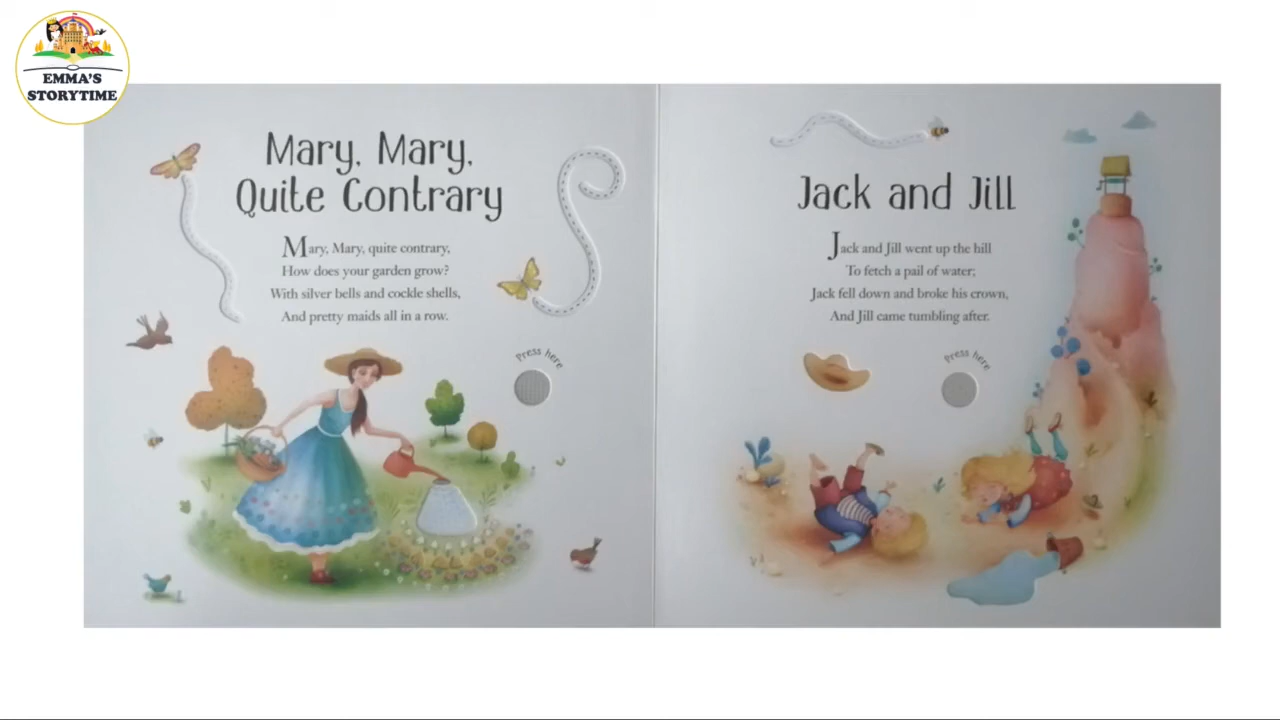 EMMA'S
STORYTIME
Mary, Mary,
Quite Contrary
Mary, Mary, quite contrary,
How does your garden grow?
With silver bells and cockle shells,
And pretty maids all in a row.
Press here
Jack and Jill
Jack and Jill went up the hill
To fetch a pail of water;
Jack fell down and broke his crown,
And Jill came tumbling after.
Press here